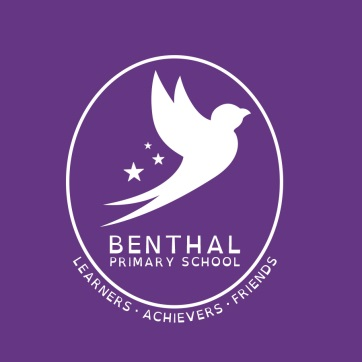 BENTHAL
PRIMARY SCHOOL
LEARNERS · ACHIEVERS · FRIENDS